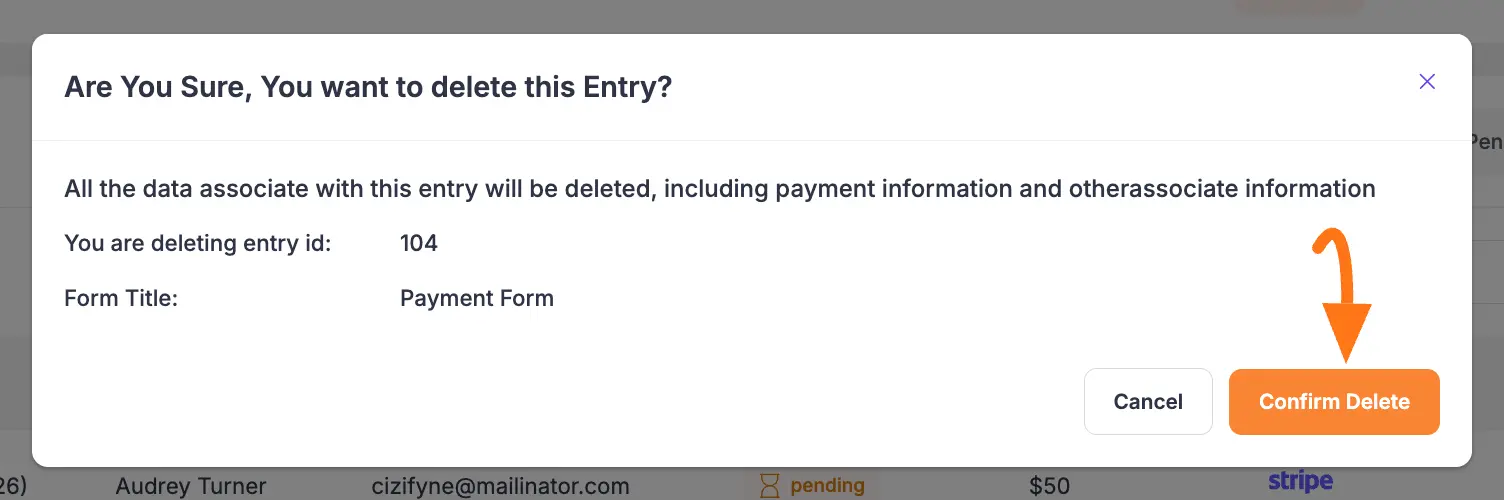 Are You Sure, You want to delete this Entry?
All the data associate with this entry will be deleted, including payment information and otherassociate information
You are deleting entry id: 104
Form Title: Payment Form
Cancel Confirm Delete
26) Audrey Turner cizifyne@mailinator.com pending $50 stripe